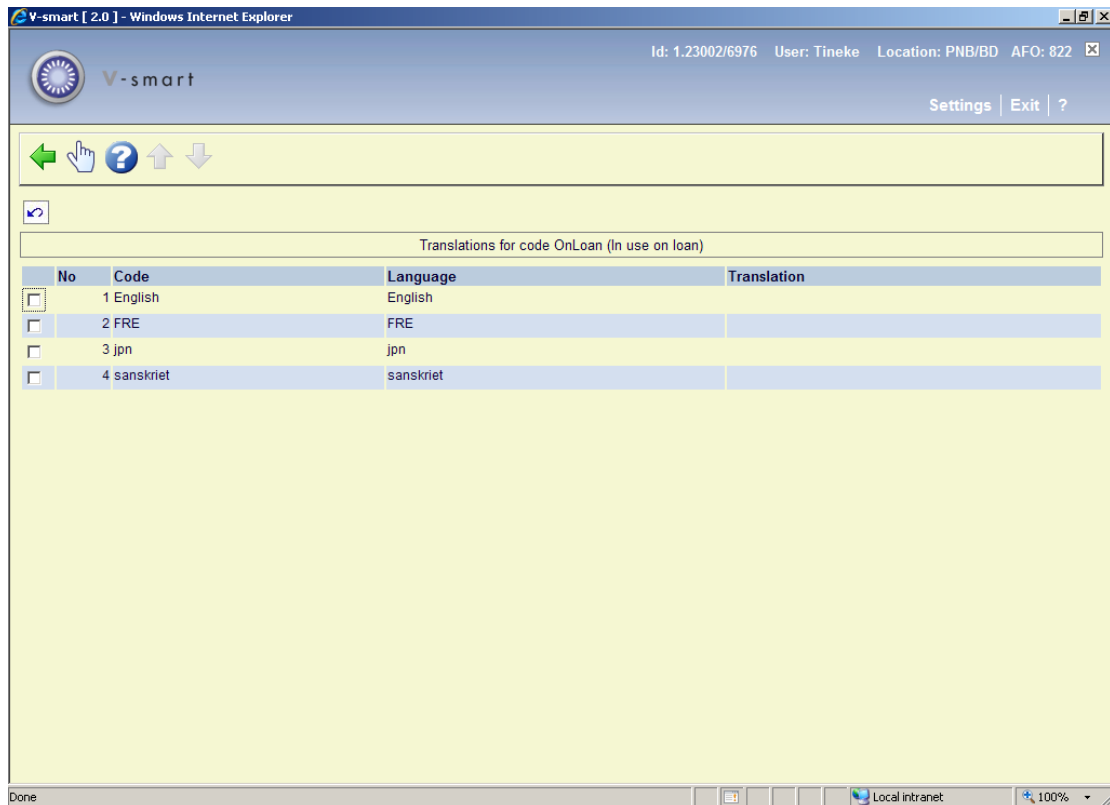 V-smart [ 2.0 ] - Windows Internet Explorer
Id: 1.23002/6976 User: Tineke Location: PNB/BD AFO: 822
V-smart
Settings Exit ?
Translations for code OnLoan (In use on loan)
No Code Language Translation
1 English English
2 FRE FRE
3 jpn jpn
4 sanskriet sanskriet
Done Local intranet 100%